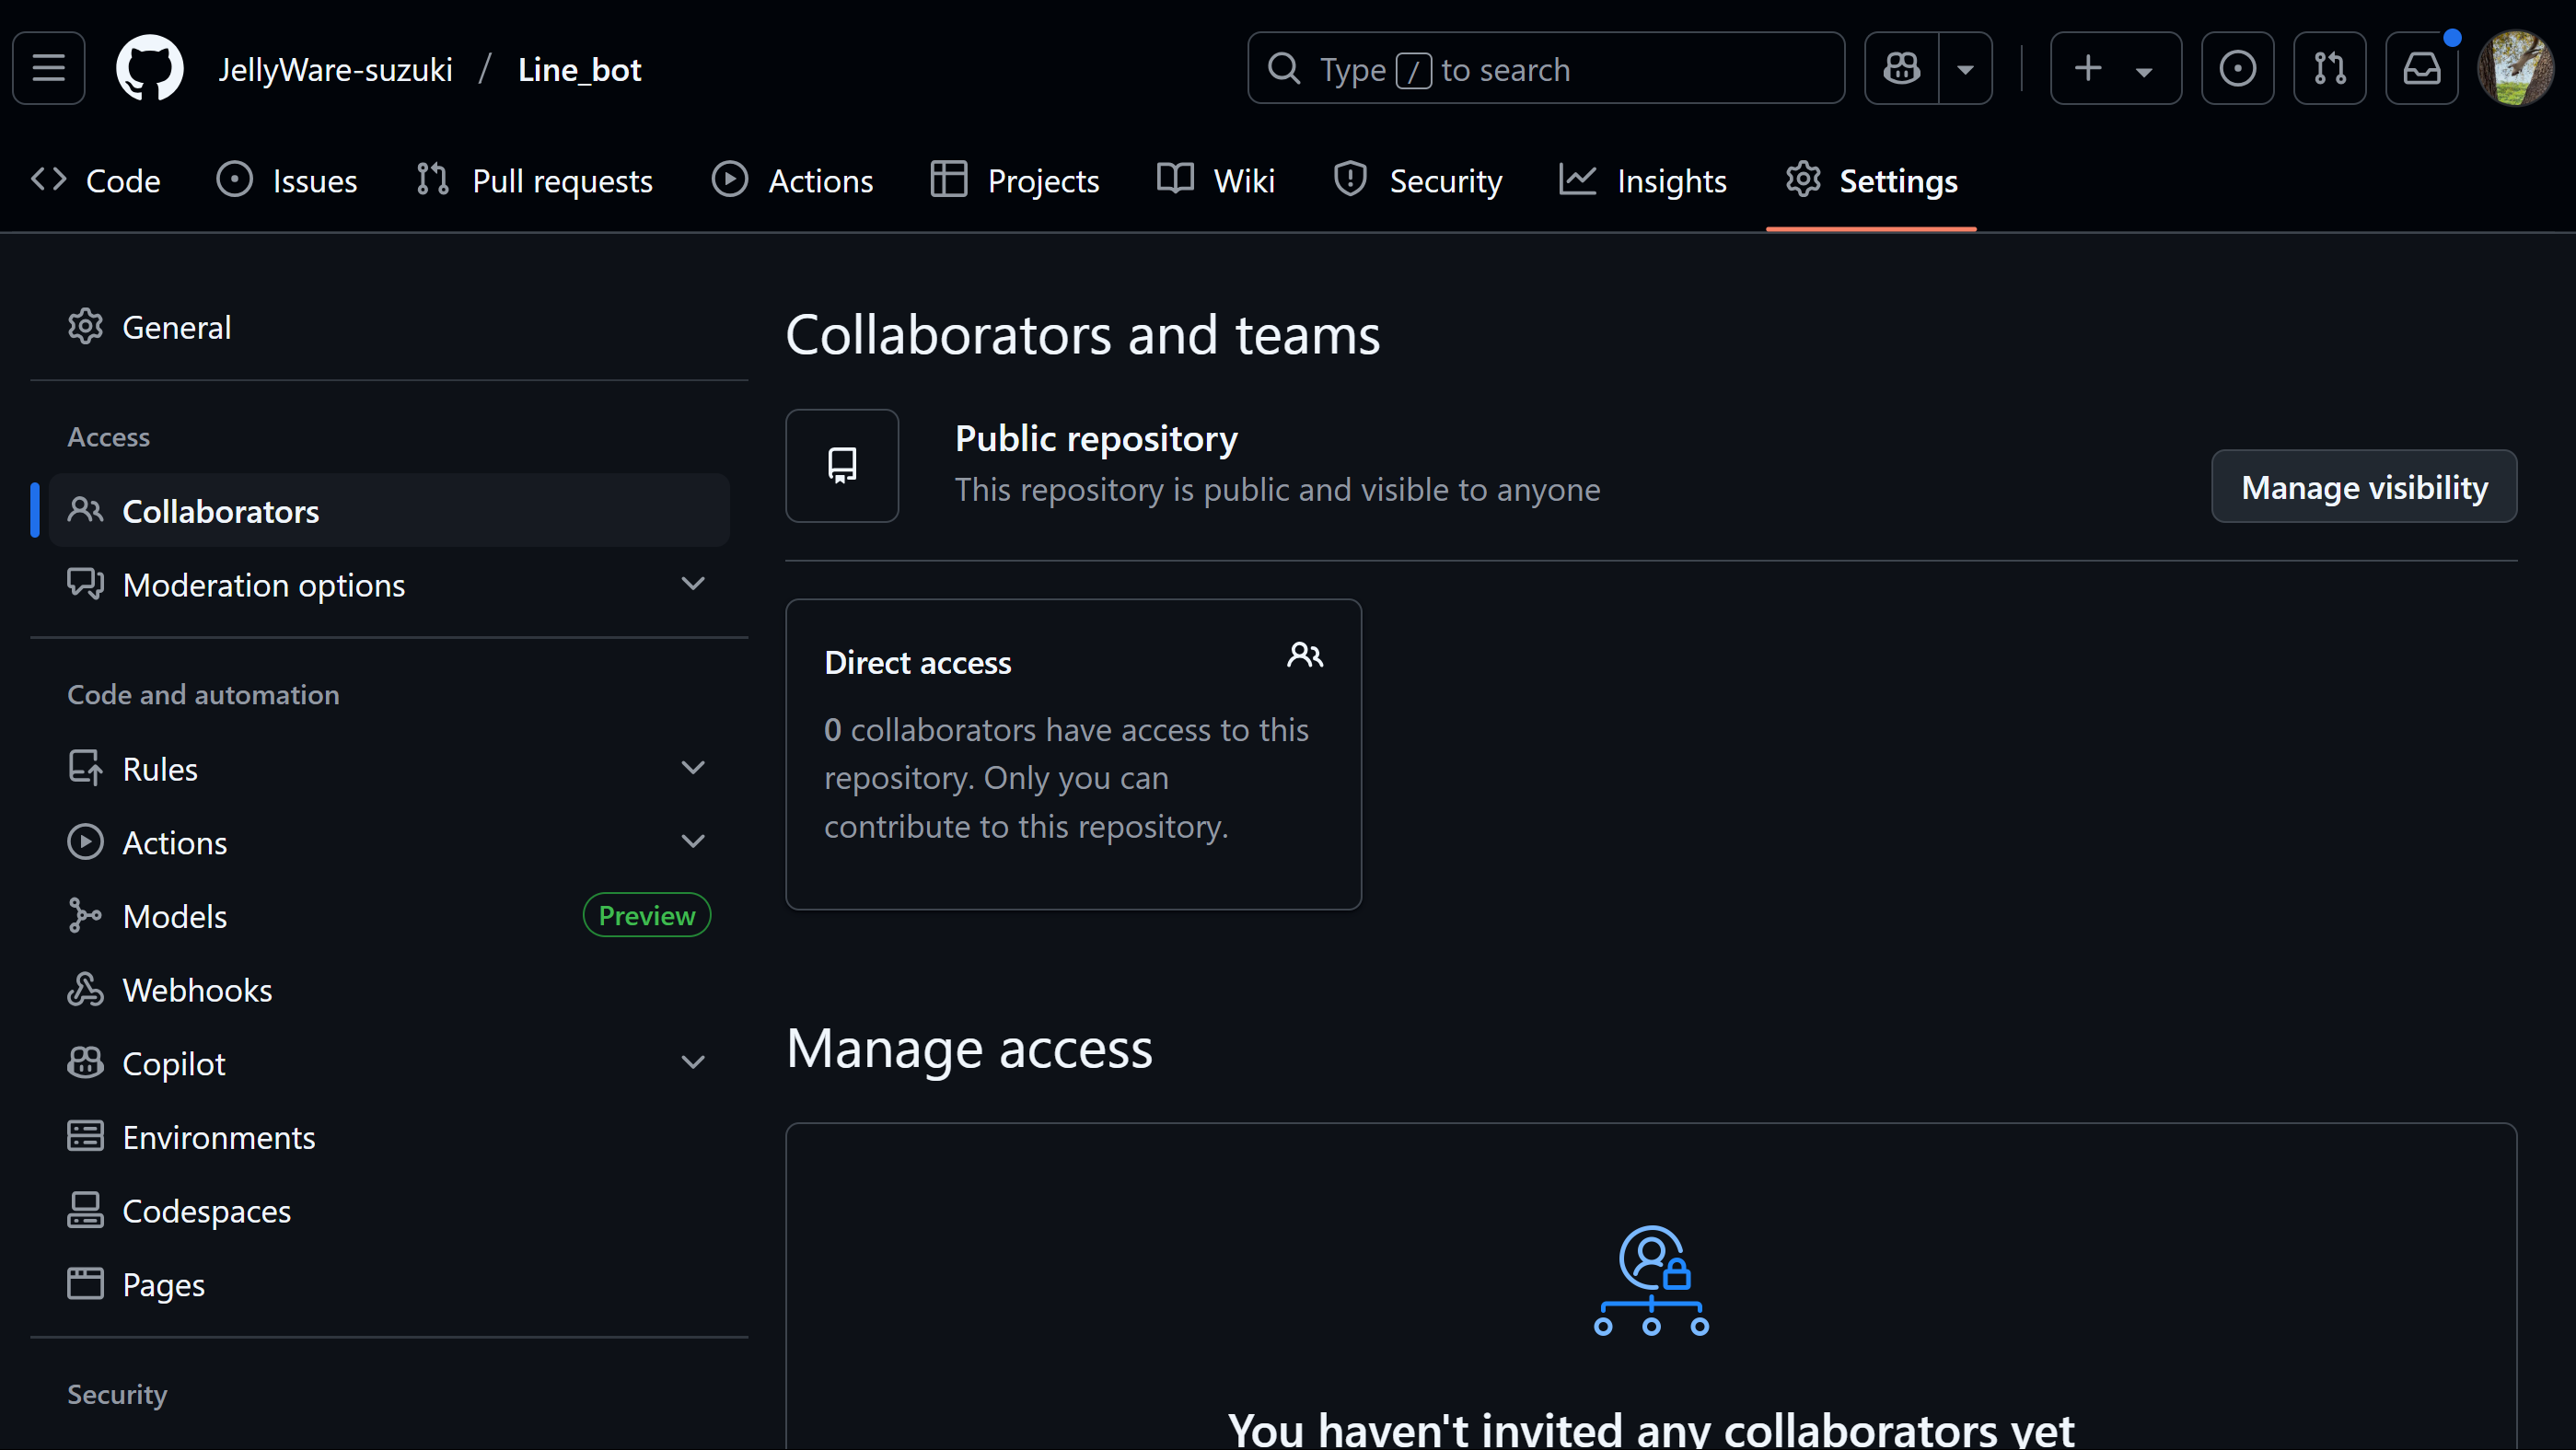 JellyWare-suzuki / Line_bot
Type / to search
Code
Issues
Pull requests
Actions
Projects
Wiki
Security
Insights
Settings
General
Access
Collaborators
Moderation options
Code and automation
Rules
Actions
Models
Preview
Webhooks
Copilot
Environments
Codespaces
Pages
Security
Collaborators and teams
Public repository
This repository is public and visible to anyone
Manage visibility
Direct access
0 collaborators have access to this
repository. Only you can
contribute to this repository.
Manage access
You haven't invited any collaborators yet